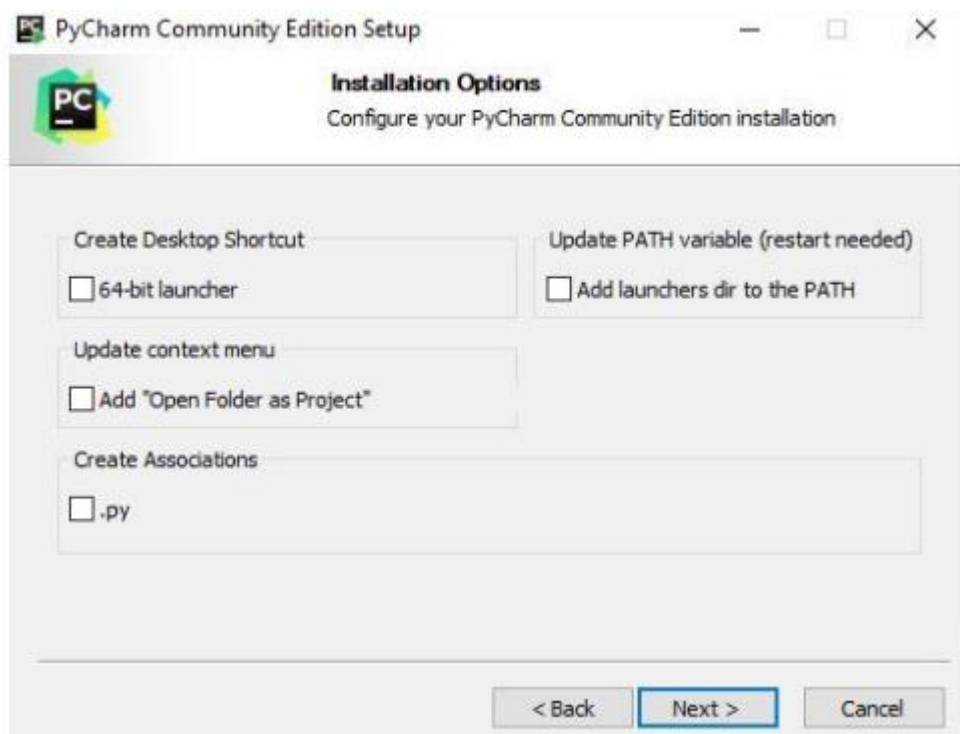 PyCharm Community Edition Setup
PC
Installation Options
Configure your PyCharm Community Edition installation
Create Desktop Shortcut
64-bit launcher
Update PATH variable (restart needed)
Add launchers dir to the PATH
Update context menu
Add "Open Folder as Project"
Create Associations
.py
< Back
Next >
Cancel